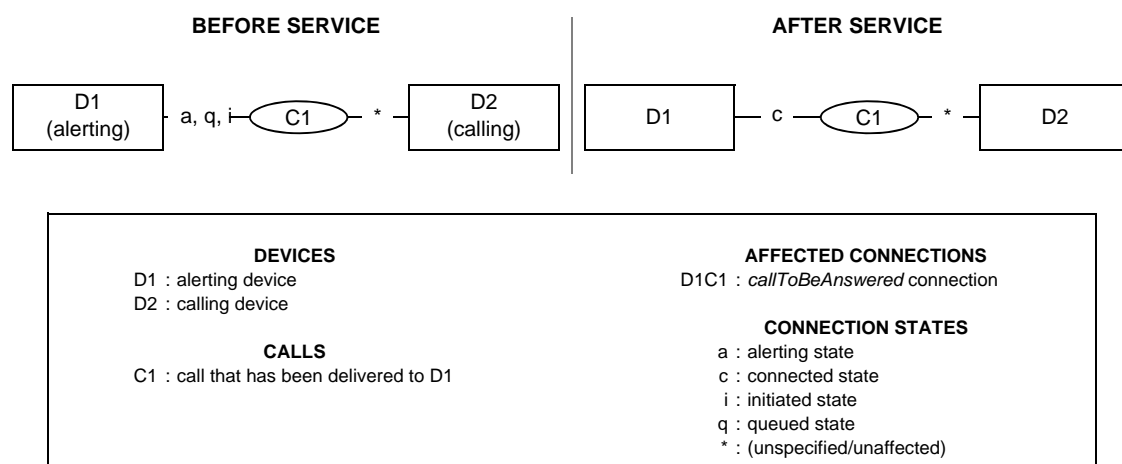 BEFORE SERVICE
AFTER SERVICE
D1
(alerting)
a, q, i
C1
*
D2
(calling)
D1
c
C1
*
D2
DEVICES
D1 : alerting device
D2 : calling device
CALLS
C1 : call that has been delivered to D1
AFFECTED CONNECTIONS
D1C1 : callToBeAnswered connection
CONNECTION STATES
a : alerting state
c : connected state
i : initiated state
q : queued state
* : (unspecified/unaffected)